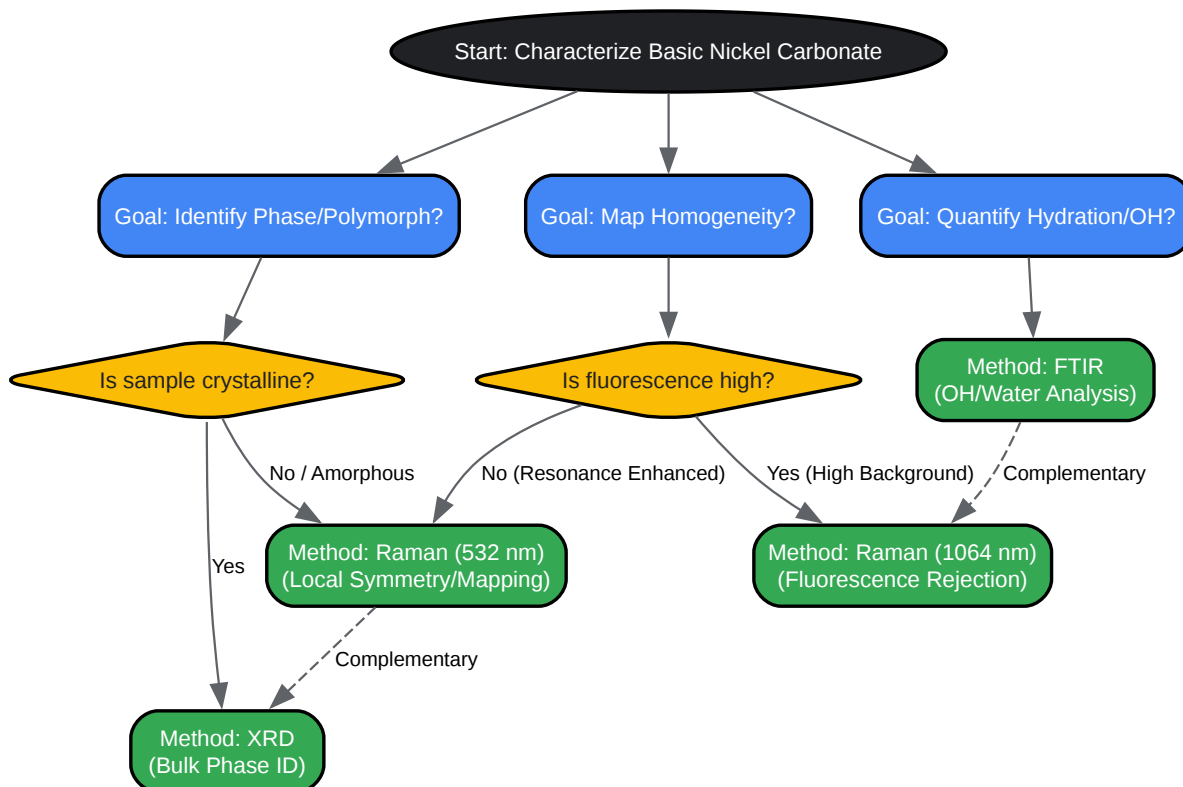 Start: Characterize Basic Nickel Carbonate
Goal: Identify Phase/Polymorph?
Goal: Map Homogeneity?
Goal: Quantify Hydration/OH?
Is sample crystalline?
Is fluorescence high?
Method: FTIR
(OH/Water Analysis)
No / Amorphous
No (Resonance Enhanced)
Yes (High Background)
Complementary
Yes
Method: Raman (532 nm)
(Local Symmetry/Mapping)
Method: Raman (1064 nm)
(Fluorescence Rejection)
Complementary
Method: XRD
(Bulk Phase ID)